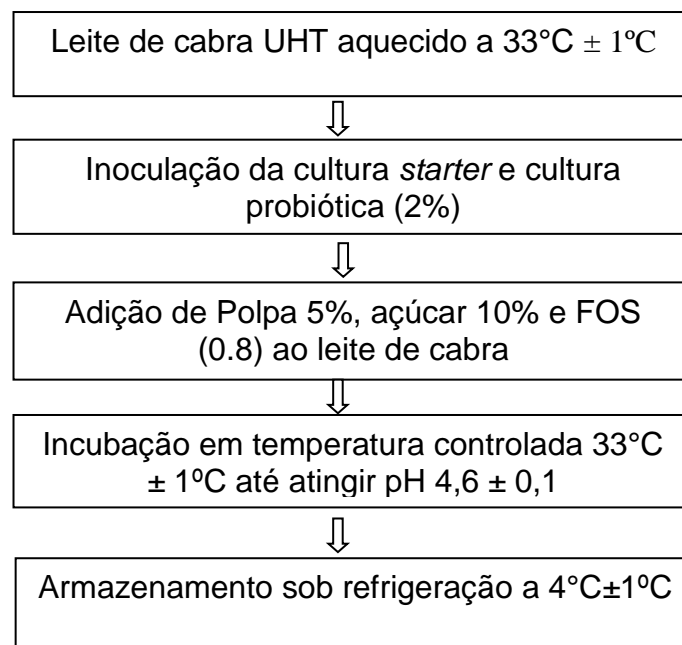 Leite de cabra UHT aquecido a 33°C ± 1ºC
Inoculação da cultura starter e cultura
probiótica (2%)
Adição de Polpa 5%, açúcar 10% e FOS
(0.8) ao leite de cabra
Incubação em temperatura controlada 33°C
± 1ºC até atingir pH 4,6 ± 0,1
Armazenamento sob refrigeração a 4°C±1ºC